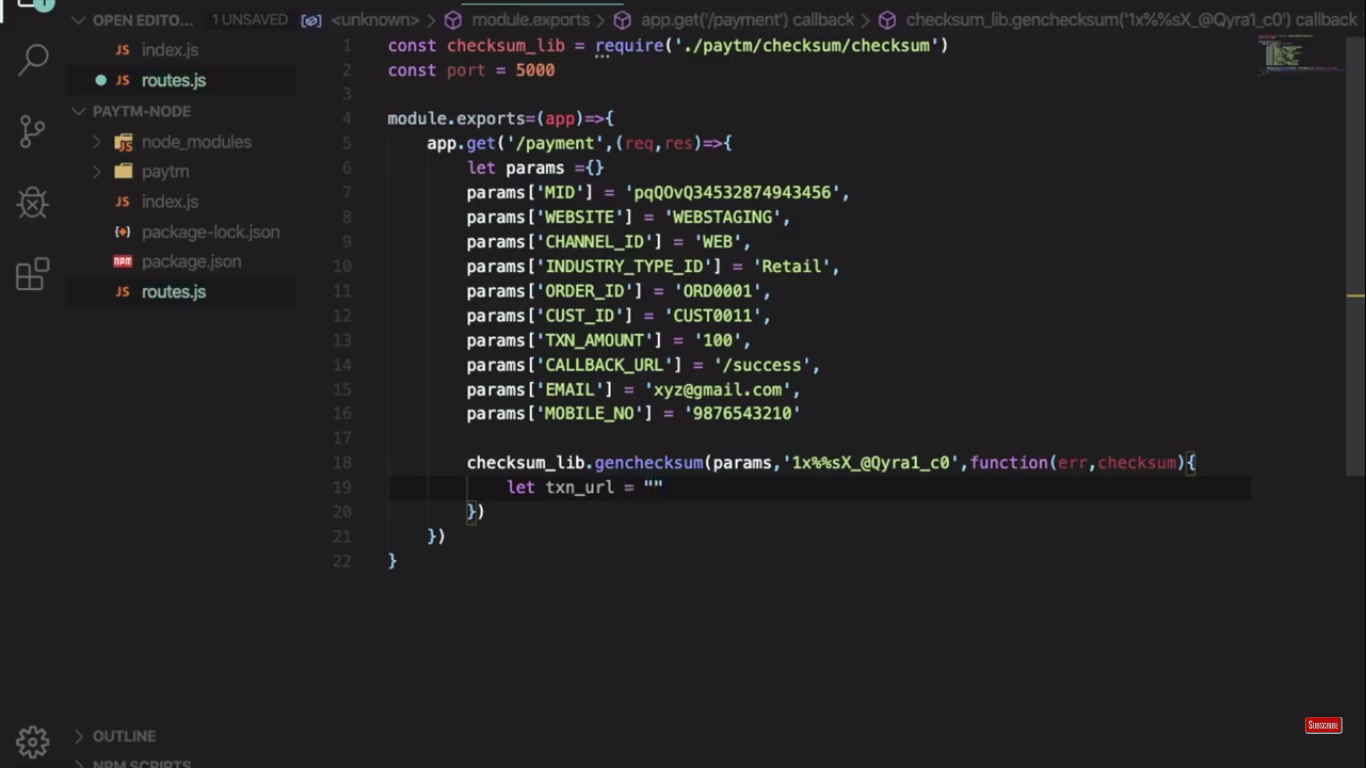 OPEN EDITO... 1 UNSAVED
<unknown> > module.exports > app.get('/payment') callback > checksum_lib.genchecksum('1x%%sX_@Qyra1_c0') callback
1
JS index.js
JS routes.js
PAYTM-NODE
node_modules
paytm
JS index.js
package-lock.json
npm package.json
JS routes.js
1 const checksum_lib = require('./paytm/checksum/checksum')
2 const port = 5000
3
4 module.exports=(app)=>{
5 app.get('/payment',(req,res)=>{
6 let params ={}
7 params['MID'] = 'pqQOvQ34532874943456',
8 params['WEBSITE'] = 'WEBSTAGING',
9 params['CHANNEL_ID'] = 'WEB',
10 params['INDUSTRY_TYPE_ID'] = 'Retail',
11 params['ORDER_ID'] = 'ORD0001',
12 params['CUST_ID'] = 'CUST0011',
13 params['TXN_AMOUNT'] = '100',
14 params['CALLBACK_URL'] = '/success',
15 params['EMAIL'] = 'xyz@gmail.com',
16 params['MOBILE_NO'] = '9876543210'
17
18 checksum_lib.genchecksum(params,'1x%%sX_@Qyra1_c0',function(err,checksum){
19 let txn_url = ""
20 })
21 })
22 }
SUBSCRIBE
OUTLINE
NPM SCRIPTS